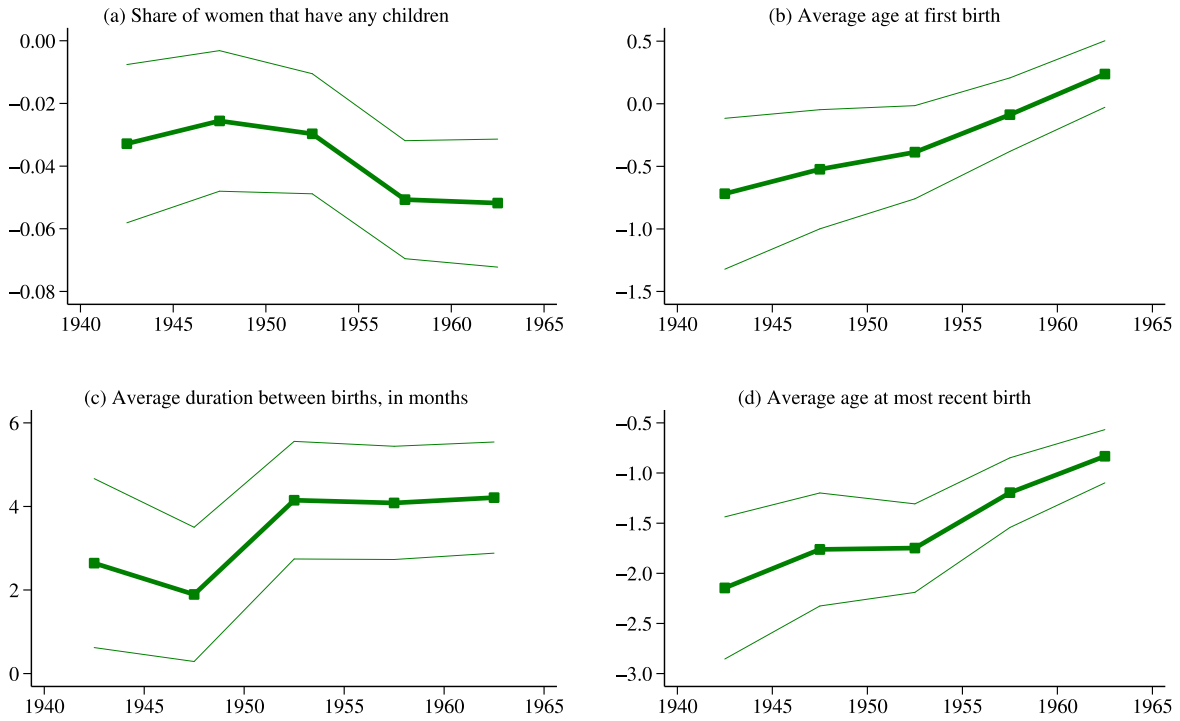 (a) Share of women that have any children
0.00
−0.02
−0.04
−0.06
−0.08
1940 1945 1950 1955 1960 1965
(b) Average age at first birth
0.5
0.0
−0.5
−1.0
−1.5
1940 1945 1950 1955 1960 1965
(c) Average duration between births, in months
6
4
2
0
1940 1945 1950 1955 1960 1965
(d) Average age at most recent birth
−0.5
−1.0
−1.5
−2.0
−2.5
−3.0
1940 1945 1950 1955 1960 1965